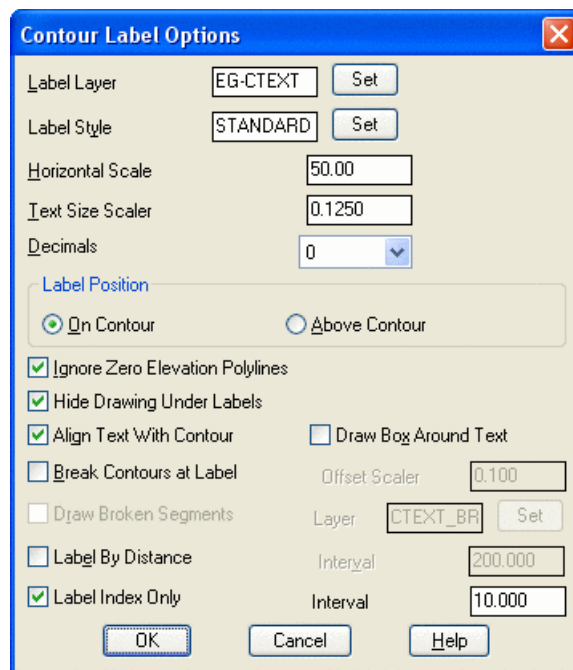 Contour Label Options
Label Layer EG-CTEXT Set
Label Style STANDARD Set
Horizontal Scale 50.00
Text Size Scaler 0.1250
Decimals 0
Label Position
On Contour Above Contour
Ignore Zero Elevation Polylines
Hide Drawing Under Labels
Align Text With Contour Draw Box Around Text
Break Contours at Label Offset Scaler 0.100
Draw Broken Segments Layer CTEXT_BR Set
Label By Distance Interval 200.000
Label Index Only Interval 10.000
OK Cancel Help